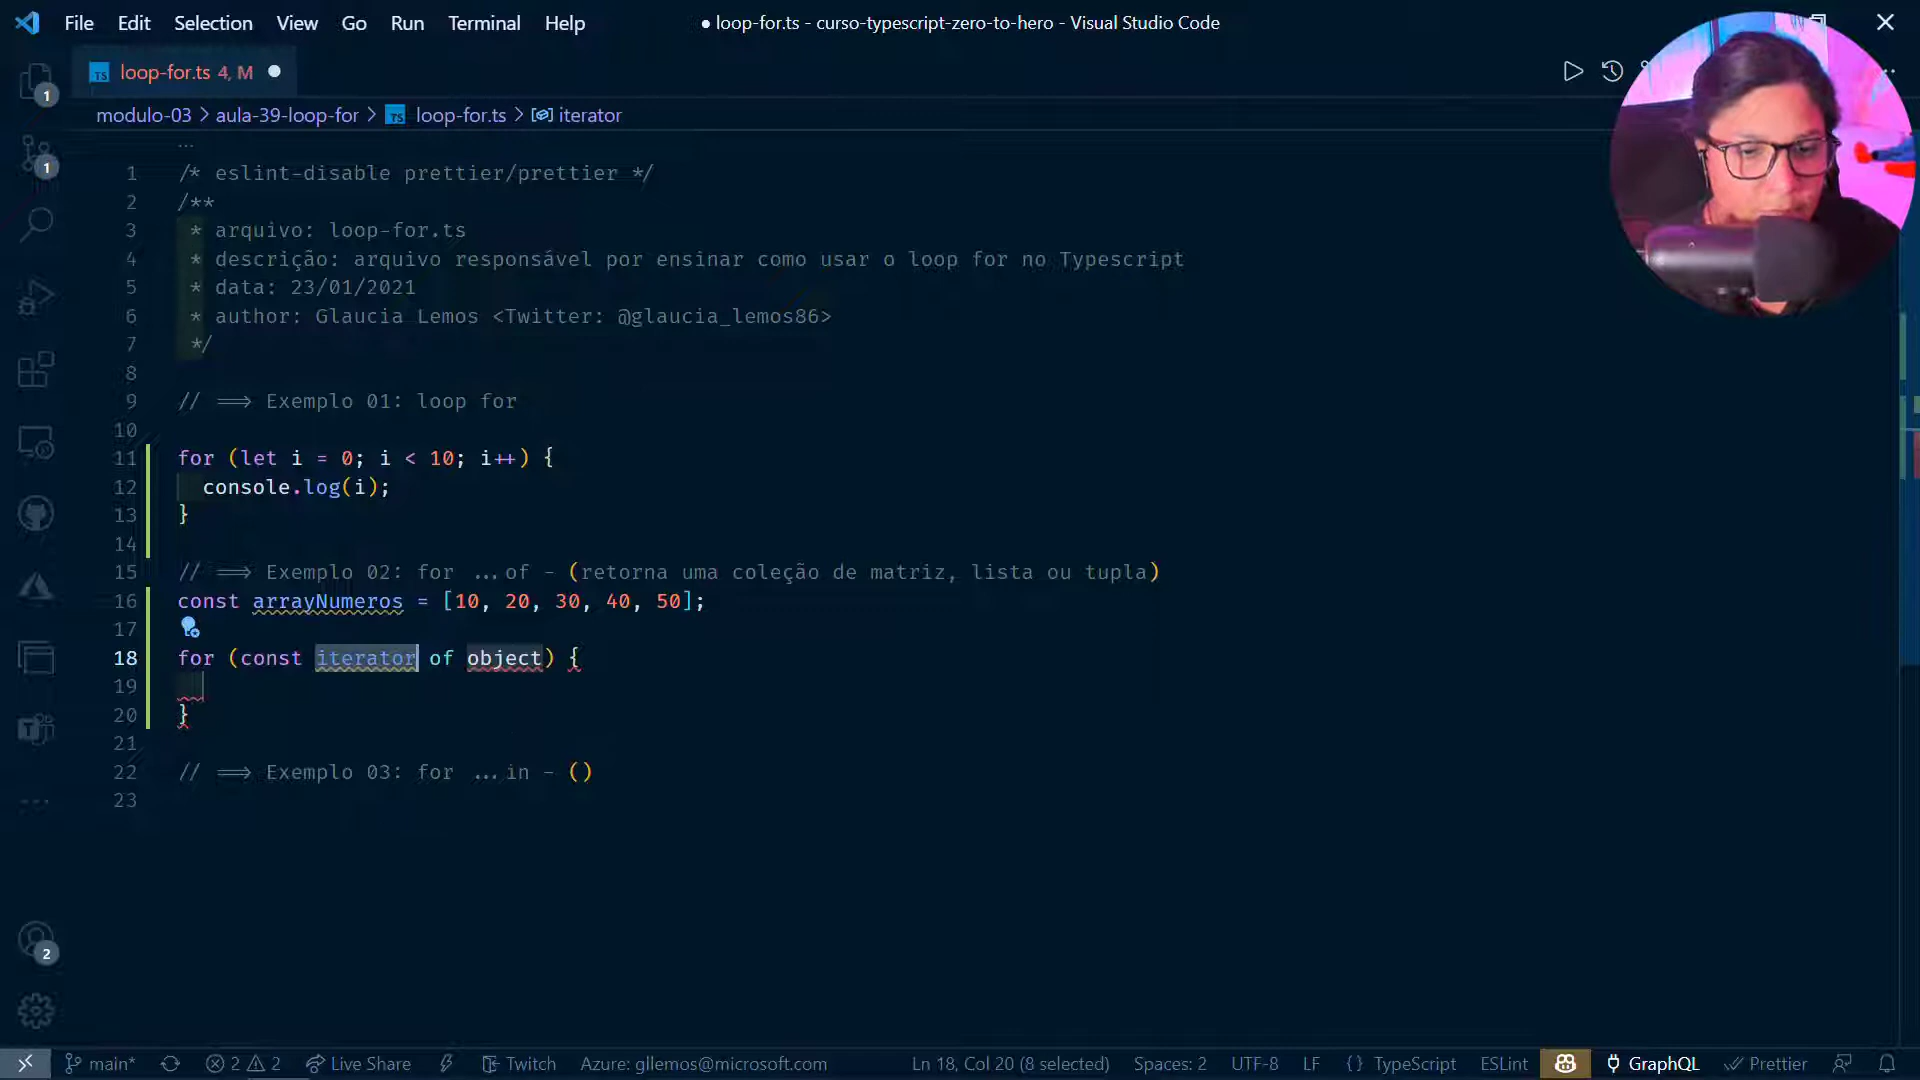 File Edit Selection View Go Run Terminal Help
● loop-for.ts - curso-typescript-zero-to-hero - Visual Studio Code
TS loop-for.ts 4, M
modulo-03 > aula-39-loop-for > TS loop-for.ts > iterator
...
1 /* eslint-disable prettier/prettier */
2 /**
3 * arquivo: loop-for.ts
4 * descrição: arquivo responsável por ensinar como usar o loop for no Typescript
5 * data: 23/01/2021
6 * author: Glaucia Lemos <Twitter: @glaucia_lemos86>
7 */
8
9 // ==> Exemplo 01: loop for
10
11 for (let i = 0; i < 10; i++) {
12 console.log(i);
13 }
14
15 // ==> Exemplo 02: for ...of - (retorna uma coleção de matriz, lista ou tupla)
16 const arrayNumeros = [10, 20, 30, 40, 50];
17
18 for (const iterator of object) {
19
20 }
21
22 // ==> Exemplo 03: for ...in - ()
23
1
1
2
main* 2 2 Live Share Twitch Azure: gllemos@microsoft.com Ln 18, Col 20 (8 selected) Spaces: 2 UTF-8 LF { } TypeScript ESLint GraphQL Prettier